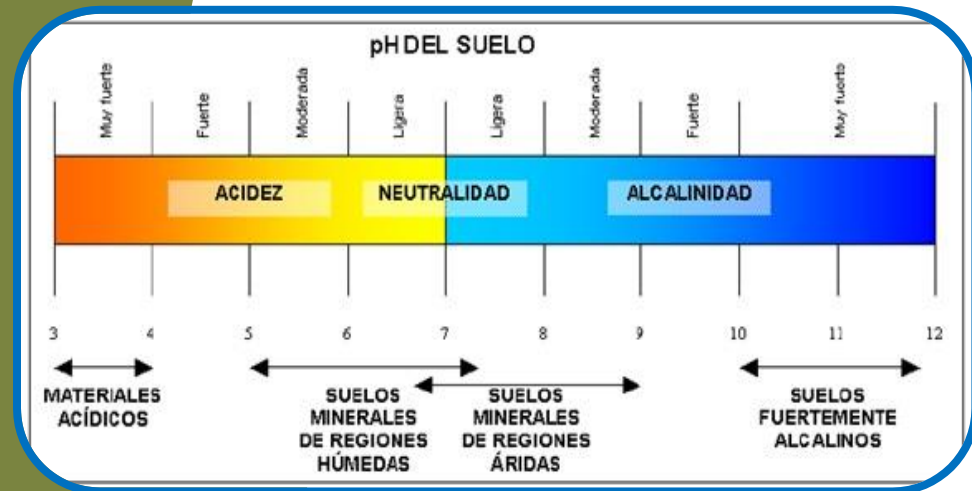 pH DEL SUELO
Muy fuerte
Fuerte
Moderada
Ligera
Ligera
Moderada
Fuerte
Muy fuerte
ACIDEZ
NEUTRALIDAD
ALCALINIDAD
3 4 5 6 7 8 9 10 11 12
MATERIALES
ACÍDICOS
SUELOS
MINERALES
DE REGIONES
HÚMEDAS
SUELOS
MINERALES
DE REGIONES
ÁRIDAS
SUELOS
FUERTEMENTE
ALCALINOS